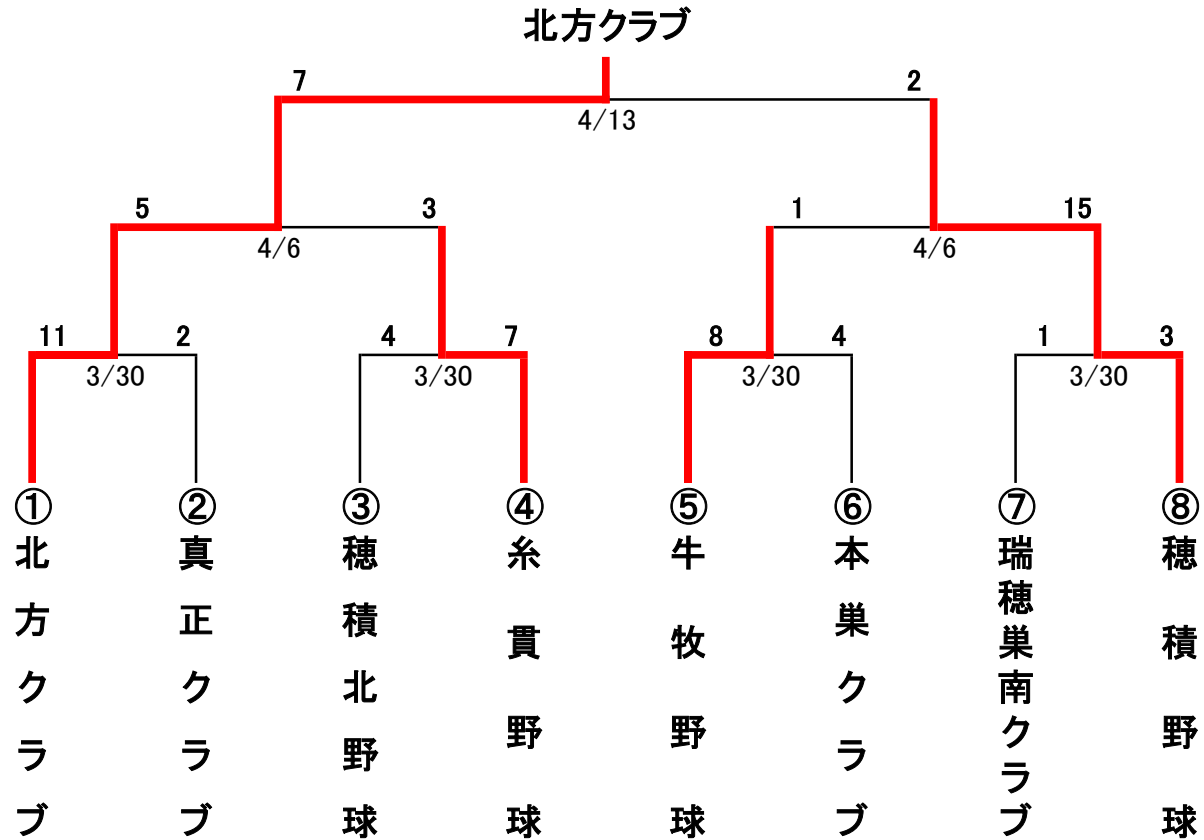 北方クラブ
7 2
4/13
5 3 1 15
4/6 4/6
11 2 4 7 8 4 1 3
3/30 3/30 3/30 3/30
① ② ③ ④ ⑤ ⑥ ⑦ ⑧
北方クラブ
真正クラブ
穂積北野球
糸貫野球
牛牧野球
本巣クラブ
瑞穂巣南クラブ
穂積野球